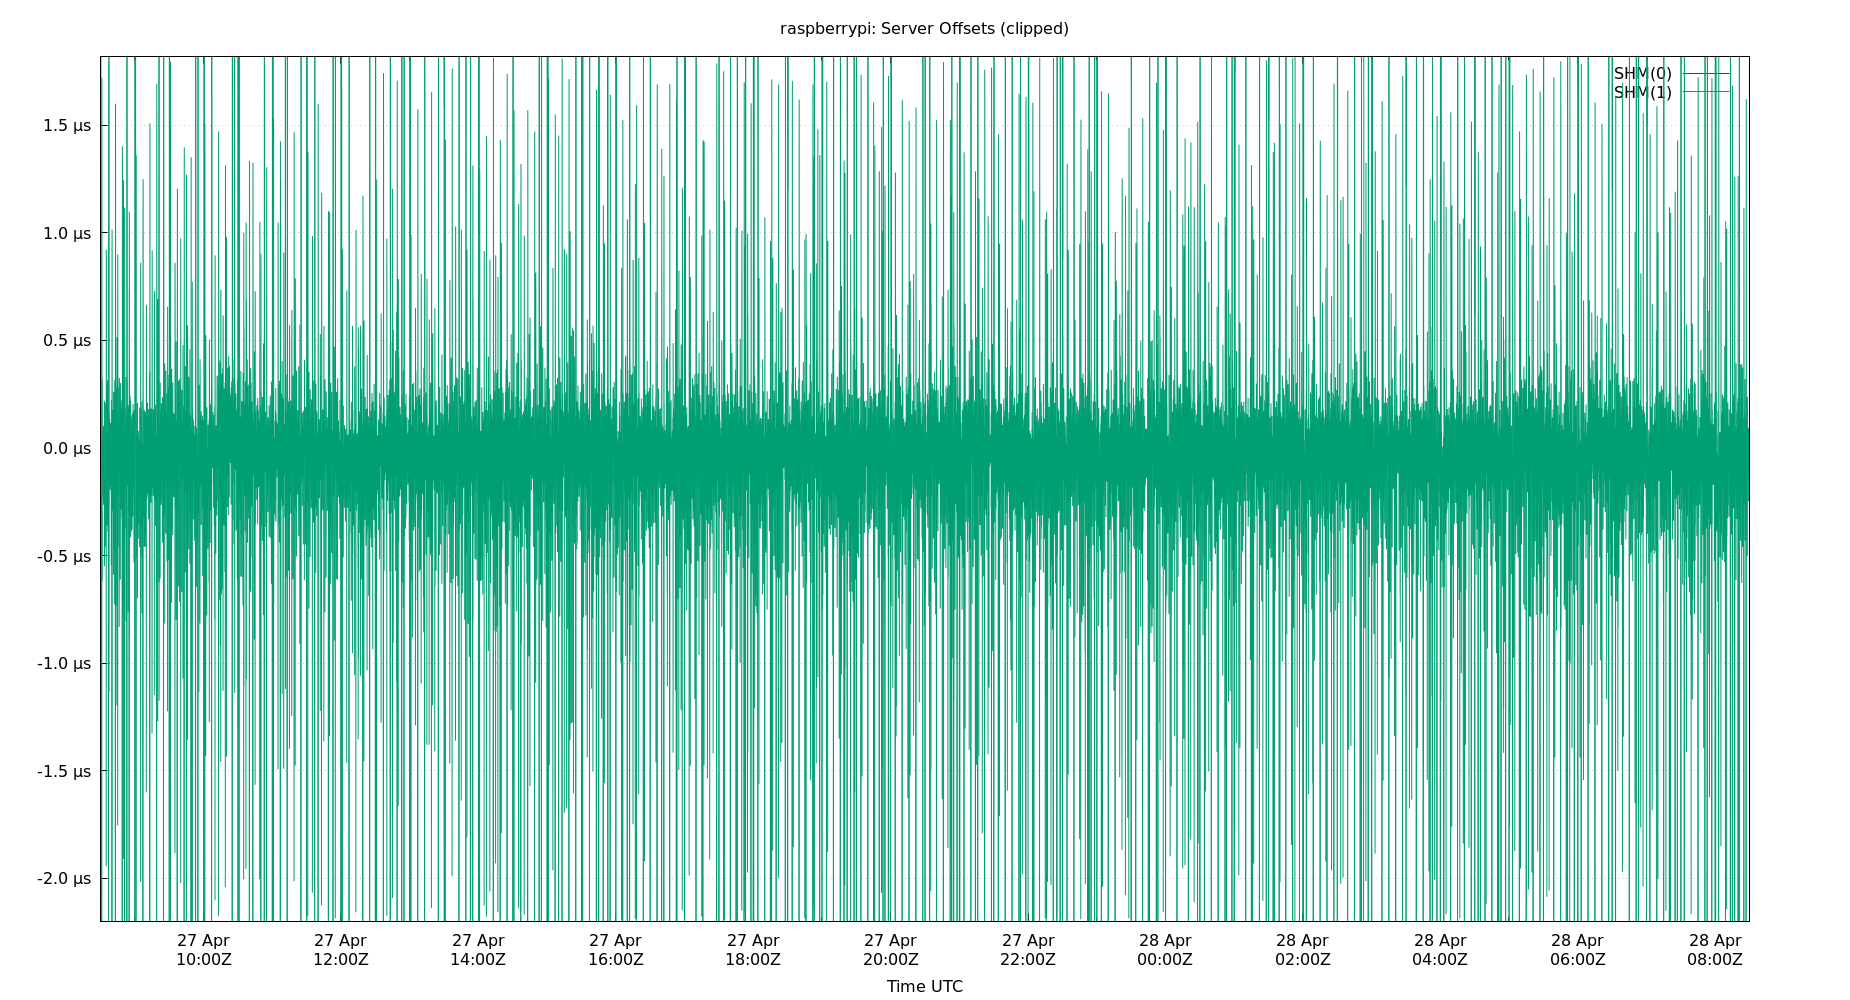 raspberrypi: Server Offsets (clipped)
SHM(0)
SHM(1)
1.5 µs
1.0 µs
0.5 µs
0.0 µs
-0.5 µs
-1.0 µs
-1.5 µs
-2.0 µs
27 Apr 27 Apr 27 Apr 27 Apr 27 Apr 27 Apr 27 Apr 28 Apr 28 Apr 28 Apr 28 Apr 28 Apr
10:00Z 12:00Z 14:00Z 16:00Z 18:00Z 20:00Z 22:00Z 00:00Z 02:00Z 04:00Z 06:00Z 08:00Z
Time UTC